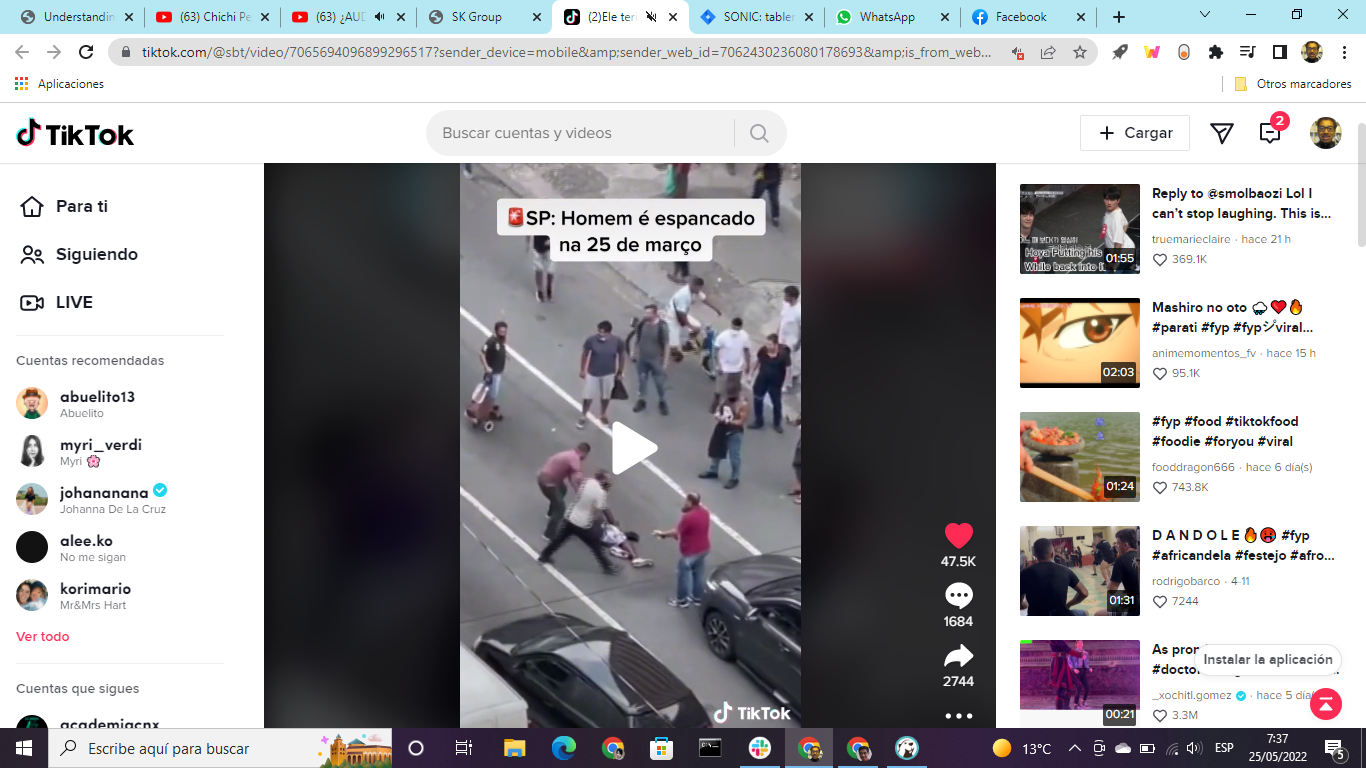 Understandin
(63) Chichi Pe
(63) ¿AUD
SK Group
(2)Ele teri
SONIC: tabler
WhatsApp
Facebook
tiktok.com/@sbt/video/7065694096899296517?sender_device=mobile&amp;sender_web_id=7062430236080178693&amp;is_from_web...
Aplicaciones
Otros marcadores
TikTok
Buscar cuentas y videos
Cargar
2
Para ti
Siguiendo
LIVE
Cuentas recomendadas
abuelito13
Abuelito
myri_verdi
Myri 🌸
johananana
Johanna De La Cruz
alee.ko
No me sigan
korimario
Mr&Mrs Hart
Ver todo
Cuentas que sigues
academiacnx
🚨SP: Homem é espancado
na 25 de março
47.5K
1684
2744
TikTok
Reply to @smolbaozi Lol I
can't stop laughing. This is...
truemarieclaire · hace 21 h
369.1K
Hoya Putting his
While back into i
01:55
Mashiro no oto 🌧❤️🔥
#parati #fyp #fypシviral...
animemomentos_fv · hace 15 h
95.1K
02:03
#fyp #food #tiktokfood
#foodie #foryou #viral
fooddragon666 · hace 6 día(s)
743.8K
01:24
D A N D O L E 🔥🥵 #fyp
#africandela #festejo #afro...
rodrigobarco · 4-11
7244
01:31
As pron
#doctor
Instalar la aplicación
_xochitl.gomez · hace 5 día(
3.3M
00:21
Escribe aquí para buscar
13°C
ESP
7:37
25/05/2022
5